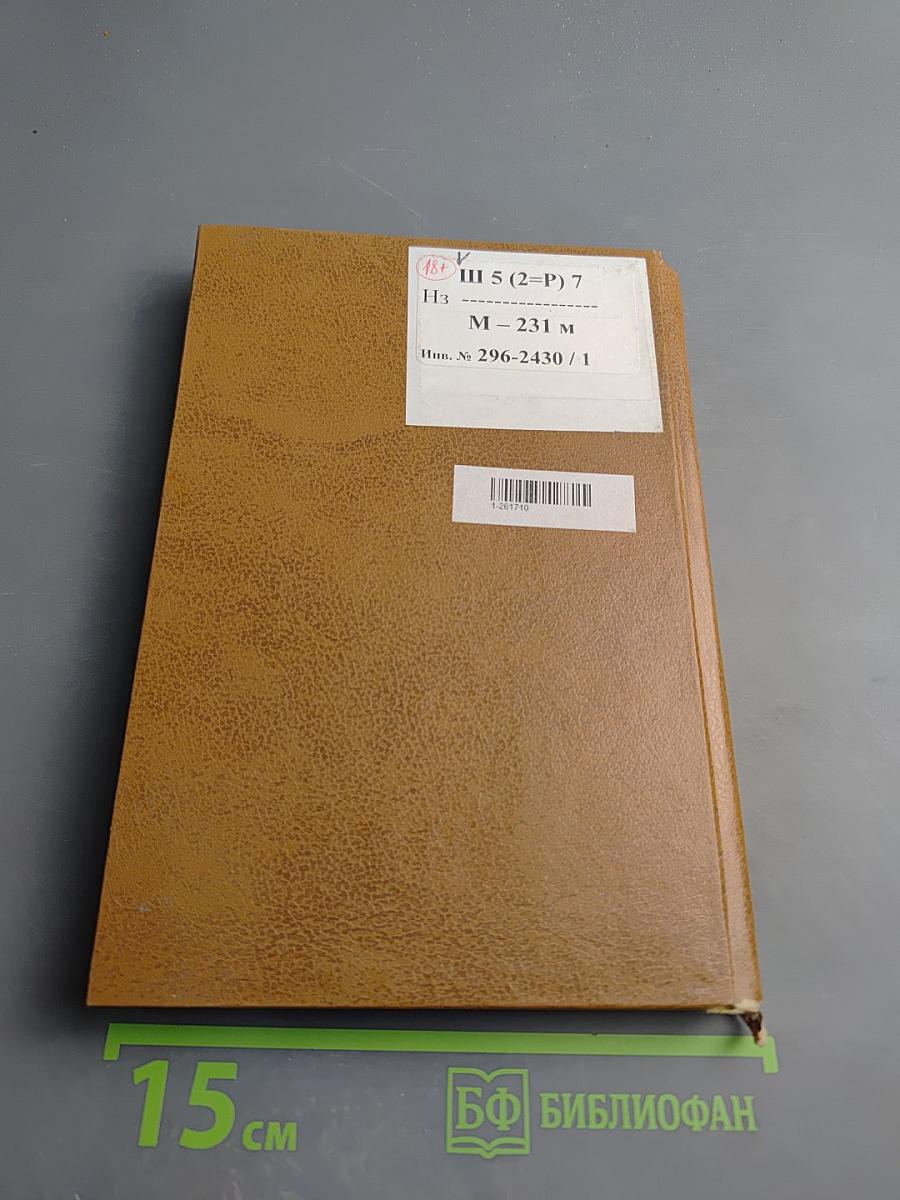 18+
Ш 5 (2=Р) 7
Нз -----------------
М – 231 м
Инв. № 296-2430 / 1
1-261710
15 см
БФ БИБЛИОФАН